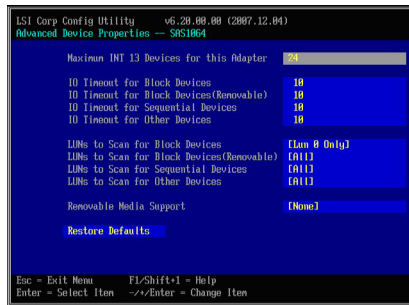 LSI Corp Config Utility v6.20.00.00 (2007.12.04)
Advanced Device Properties -- SAS1064
Maximum INT 13 Devices for this Adapter 24
IO Timeout for Block Devices 10
IO Timeout for Block Devices(Removable) 10
IO Timeout for Sequential Devices 10
IO Timeout for Other Devices 10
LUNs to Scan for Block Devices [Lun 0 Only]
LUNs to Scan for Block Devices(Removable) [All]
LUNs to Scan for Sequential Devices [All]
LUNs to Scan for Other Devices [All]
Removable Media Support [None]
Restore Defaults
Esc = Exit Menu F1/Shift+1 = Help
Enter = Select Item -/+/Enter = Change Item